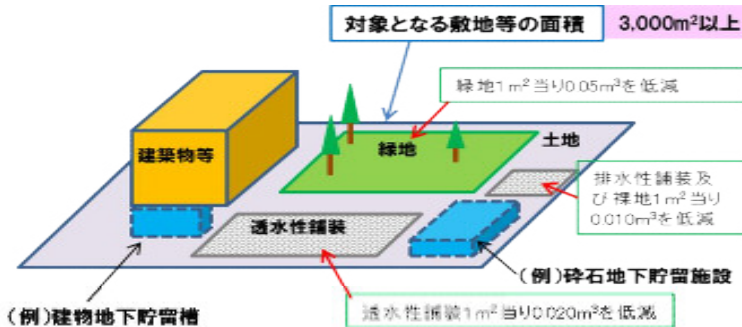 対象となる敷地等の面積 3,000m²以上
緑地1m²当り0.05m³を低減
建築物等
緑地
土地
排水性舗装及
び裸地1m²当り
0.010m³を低減
透水性舗装
(例)砕石地下貯留施設
(例)建物地下貯留槽
透水性舗装1m²当り0.020m³を低減